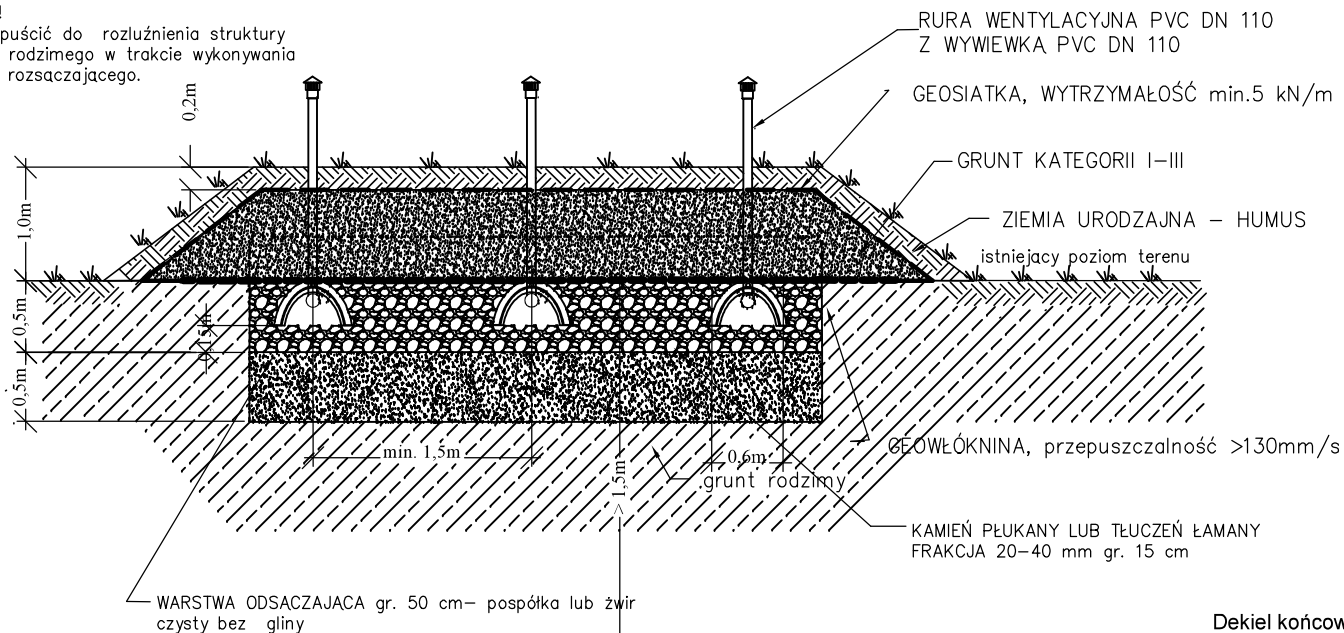 puścić do rozluźnienia struktury
rodzimego w trakcie wykonywania
rozsączającego.
RURA WENTYLACYJNA PVC DN 110
Z WYWIEWKĄ PVC DN 110
0,2m
GEOSIATKA, WYTRZYMAŁOŚĆ min.5 kN/m
GRUNT KATEGORII I-III
1,0m
ZIEMIA URODZAJNA - HUMUS
istniejący poziom terenu
0,5m
0,15m
0,5m
GEOWŁÓKNINA, przepuszczalność >130mm/s
min. 1,5m
0,6m
> 1,5m
grunt rodzimy
KAMIEŃ PŁUKANY LUB TŁUCZEŃ ŁAMANY
FRAKCJA 20-40 mm gr. 15 cm
WARSTWA ODSĄCZAJĄCA gr. 50 cm- pospółka lub żwir
czysty bez gliny
Dekiel końcow